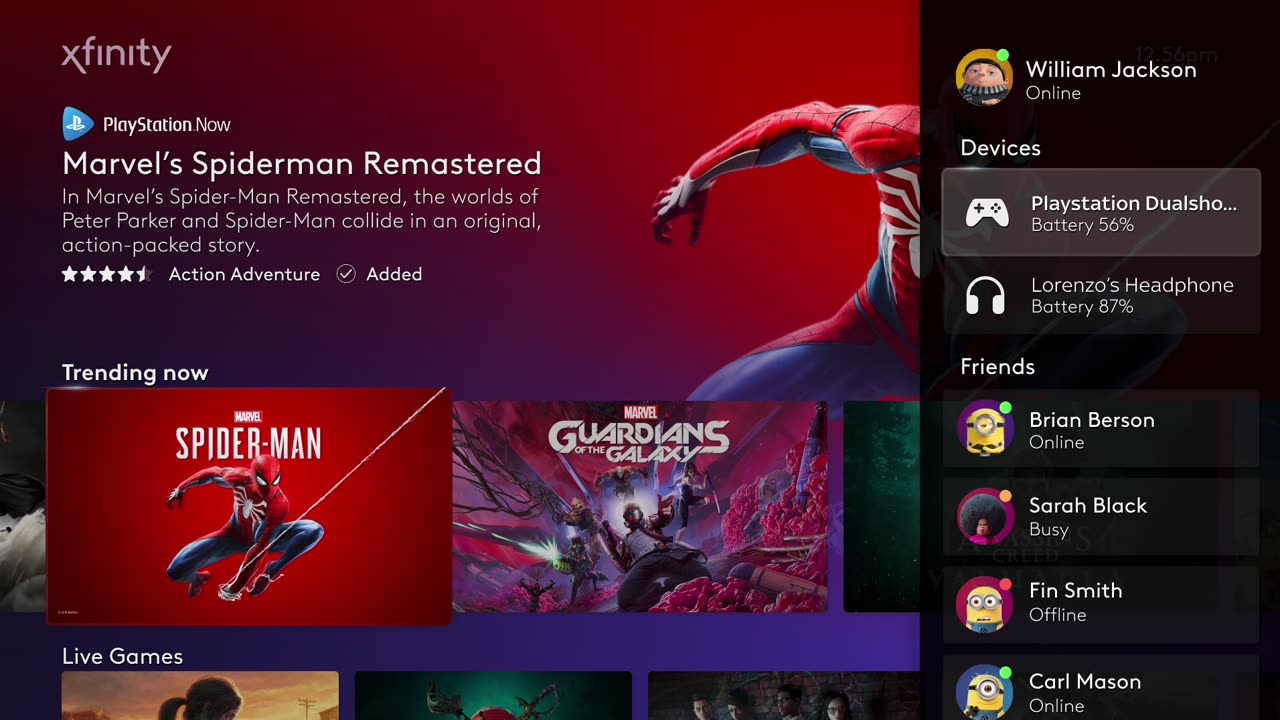 xfinity
PlayStation.Now
Marvel's Spiderman Remastered
In Marvel's Spider-Man Remastered, the worlds of
Peter Parker and Spider-Man collide in an original,
action-packed story.
Action Adventure Added
Trending now
MARVEL
SPIDER-MAN
MARVEL
GUARDIANS
OF THE
GALAXY
Live Games
12.56pm
William Jackson
Online
Devices
Playstation Dualsho...
Battery 56%
Lorenzo's Headphone
Battery 87%
Friends
Brian Berson
Online
Sarah Black
Busy
CREED
Fin Smith
Offline
Carl Mason
Online